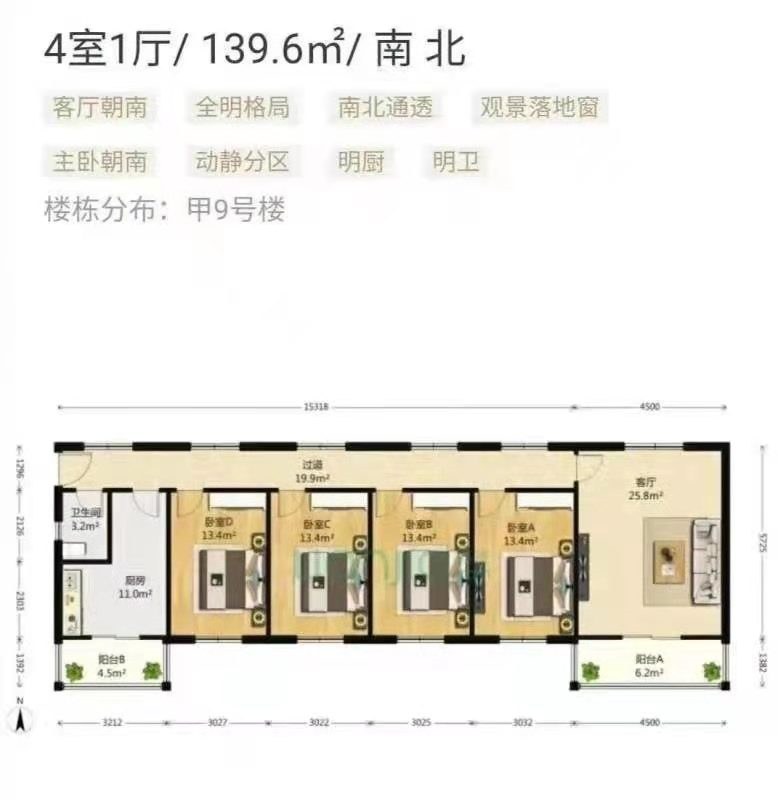 4室1厅/ 139.6㎡/ 南 北
客厅朝南 全明格局 南北通透 观景落地窗
主卧朝南 动静分区 明厨 明卫
楼栋分布：甲9号楼
15318 4500
1296
2126
2303
1392
5725
1382
过道
19.9m²
客厅
25.8m²
卫生间
3.2m²
厨房
11.0m²
卧室D
13.4m²
卧室C
13.4m²
卧室B
13.4m²
卧室A
13.4m²
阳台B
4.5m²
阳台A
6.2m²
N
3212 3027 3022 3025 3032 4500